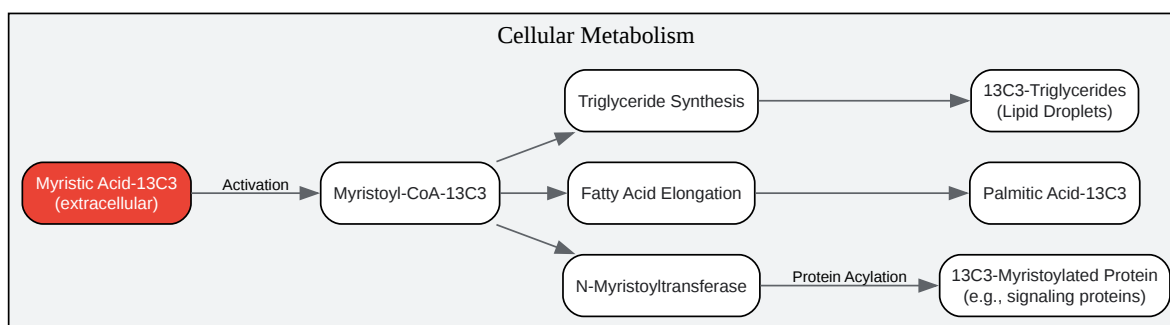 Cellular Metabolism
Triglyceride Synthesis
13C3-Triglycerides
(Lipid Droplets)
Myristic Acid-13C3
(extracellular)
Activation
Myristoyl-CoA-13C3
Fatty Acid Elongation
Palmitic Acid-13C3
N-Myristoyltransferase
Protein Acylation
13C3-Myristoylated Protein
(e.g., signaling proteins)